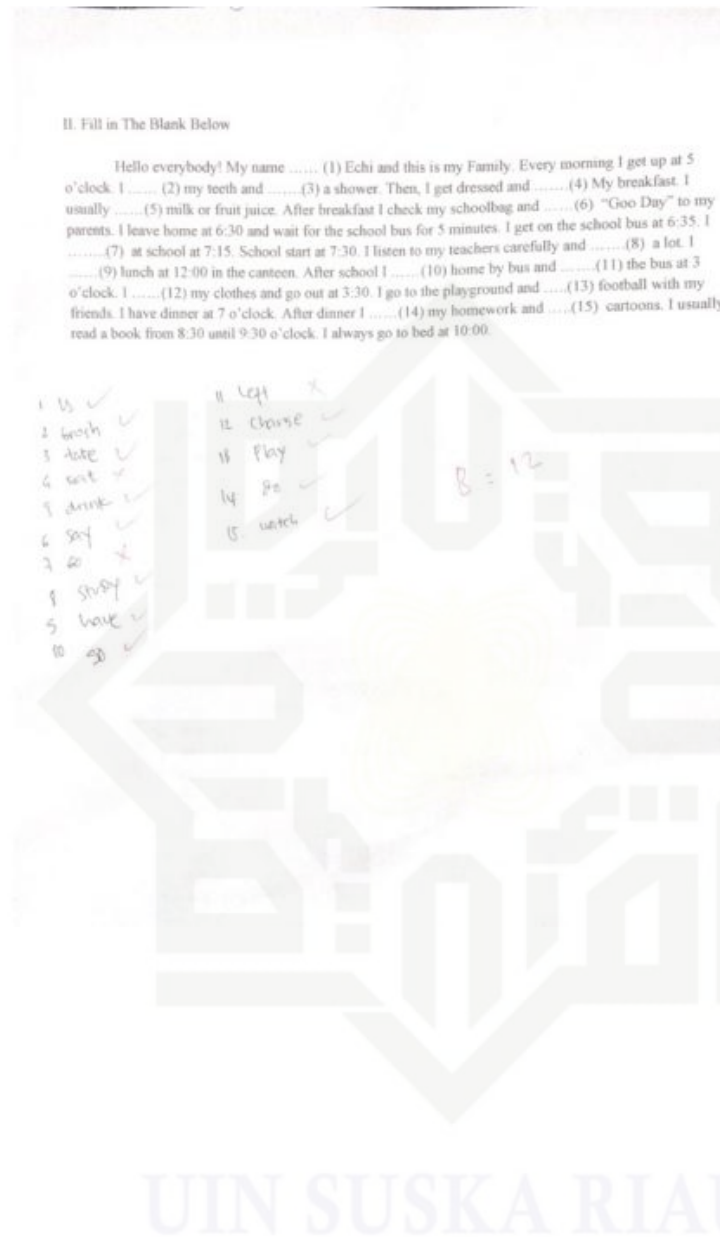 II. Fill in The Blank Below
Hello everybody! My name ...... (1) Echi and this is my Family. Every morning I get up at 5
o'clock. I ...... (2) my teeth and .......(3) a shower. Then, I get dressed and .......(4) My breakfast. I
usually ......(5) milk or fruit juice. After breakfast I check my schoolbag and ......(6) "Goo Day" to my
parents. I leave home at 6:30 and wait for the school bus for 5 minutes. I get on the school bus at 6:35. I
.......(7) at school at 7:15. School start at 7:30. I listen to my teachers carefully and .......(8) a lot. I
......(9) lunch at 12:00 in the canteen. After school I ...... (10) home by bus and .......(11) the bus at 3
o'clock. I ......(12) my clothes and go out at 3:30. I go to the playground and .....(13) football with my
friends. I have dinner at 7 o'clock. After dinner I ......(14) my homework and .....(15) cartoons. I usually
read a book from 8:30 until 9:30 o'clock. I always go to bed at 10:00.
1 is ✓
2 brosh ✓
3 take ✓
4 ✓
5 drink ✓
6 say ✓
7 Go X
8 study ✓
9 have ✓
10 go ✓
11 Left X
12 ✓
13 Play ✓
14 ✓
15. watch ✓
B = 12
UIN SUSKA RIAU